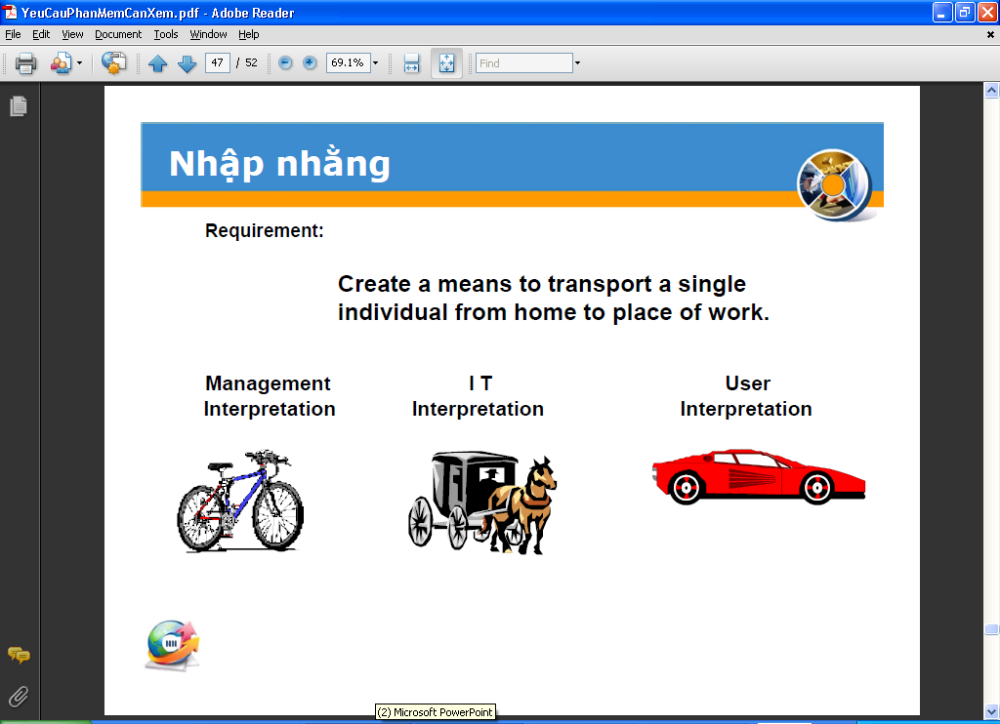 YeuCauPhanMemCanXem.pdf - Adobe Reader
File Edit View Document Tools Window Help
47 / 52 69.1% Find
Nhập nhằng
Requirement:
Create a means to transport a single
individual from home to place of work.
Management
Interpretation
I T
Interpretation
User
Interpretation
(2) Microsoft PowerPoint